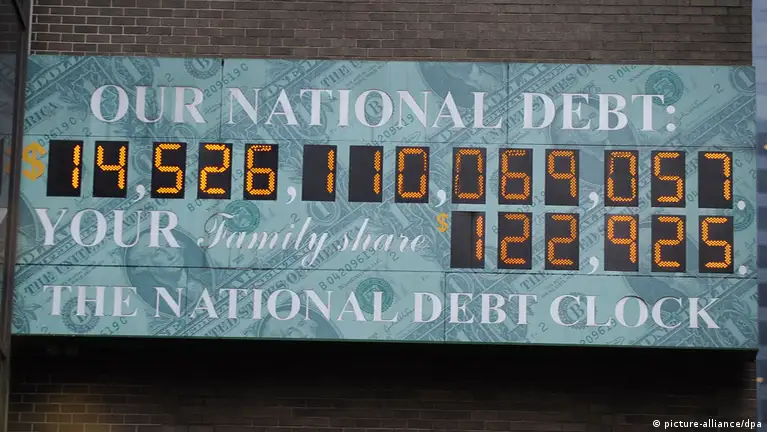 OUR NATIONAL DEBT:
$14,526,110,069,057.
YOUR Family share $122,925.
THE NATIONAL DEBT CLOCK
© picture-alliance/dpa